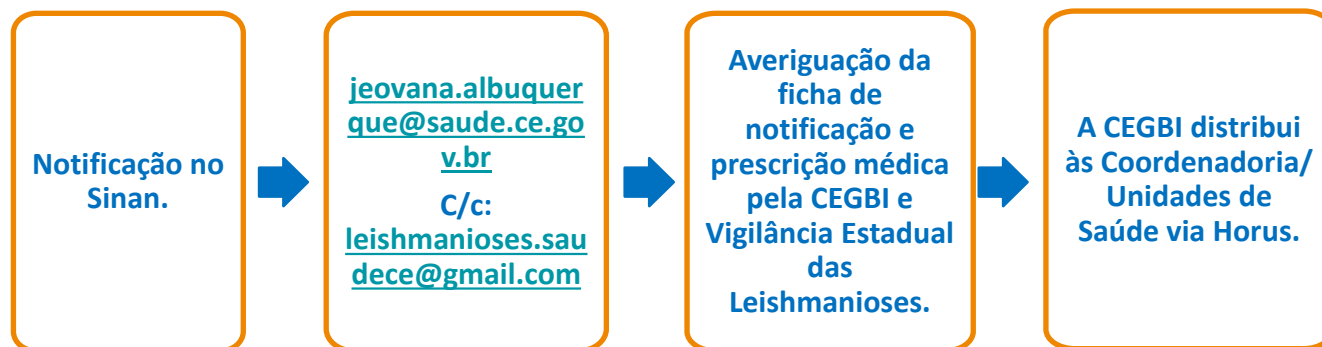 Notificação no
Sinan.
jeovana.albuquer
que@saude.ce.go
v.br
C/c:
leishmanioses.sau
dece@gmail.com
Averiguação da
ficha de
notificação e
prescrição médica
pela CEGBI e
Vigilância Estadual
das
Leishmanioses.
A CEGBI distribui
às Coordenadoria/
Unidades de
Saúde via Horus.